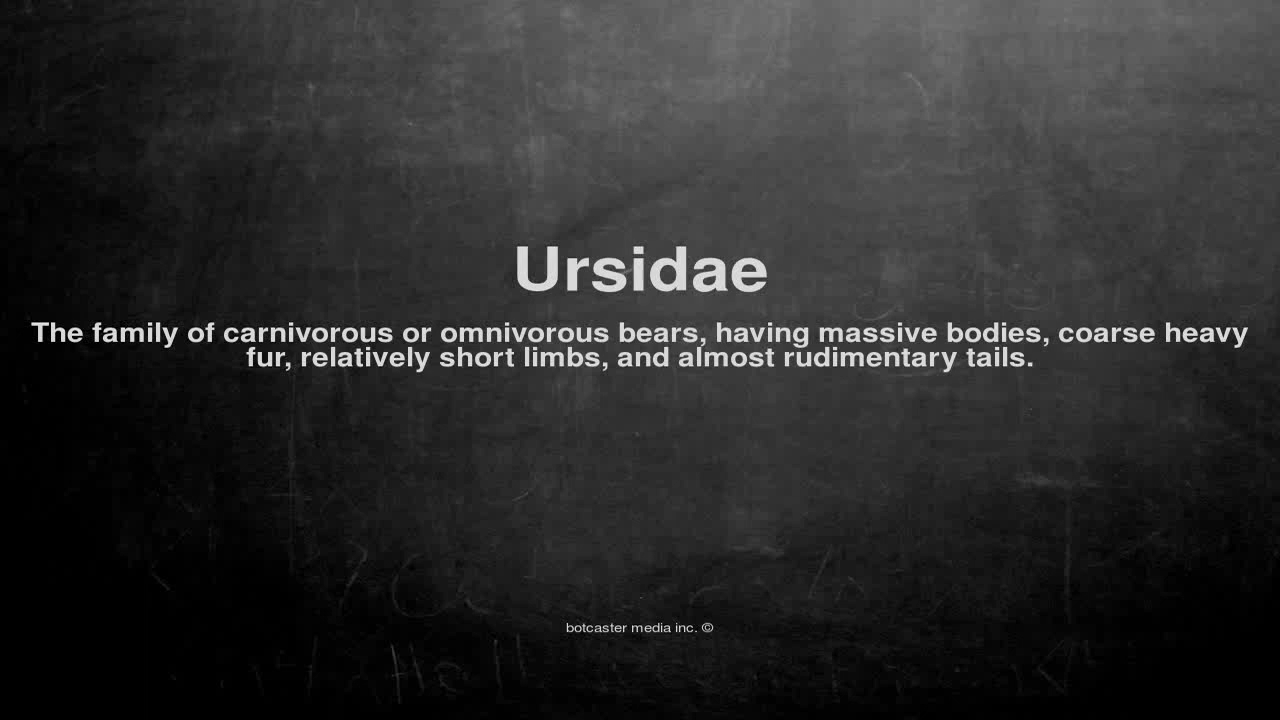 Ursidae
The family of carnivorous or omnivorous bears, having massive bodies, coarse heavy
fur, relatively short limbs, and almost rudimentary tails.
botcaster media inc. ©